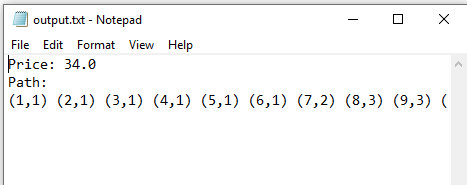 output.txt - Notepad
File Edit Format View Help
Price: 34.0
Path:
(1,1) (2,1) (3,1) (4,1) (5,1) (6,1) (7,2) (8,3) (9,3) (